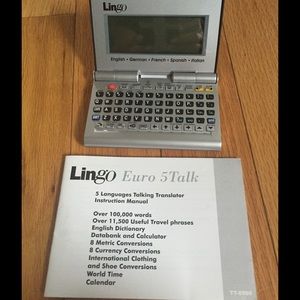 Lingo
English • German • French • Spanish • Italian
Lingo Euro 5Talk
5 Languages Talking Translator
Instruction Manual
Over 100,000 words
Over 11,500 Useful Travel phrases
English Dictionary
Databank and Calculator
8 Metric Conversions
8 Currency Conversions
International Clothing
and Shoe Conversions
World Time
Calendar